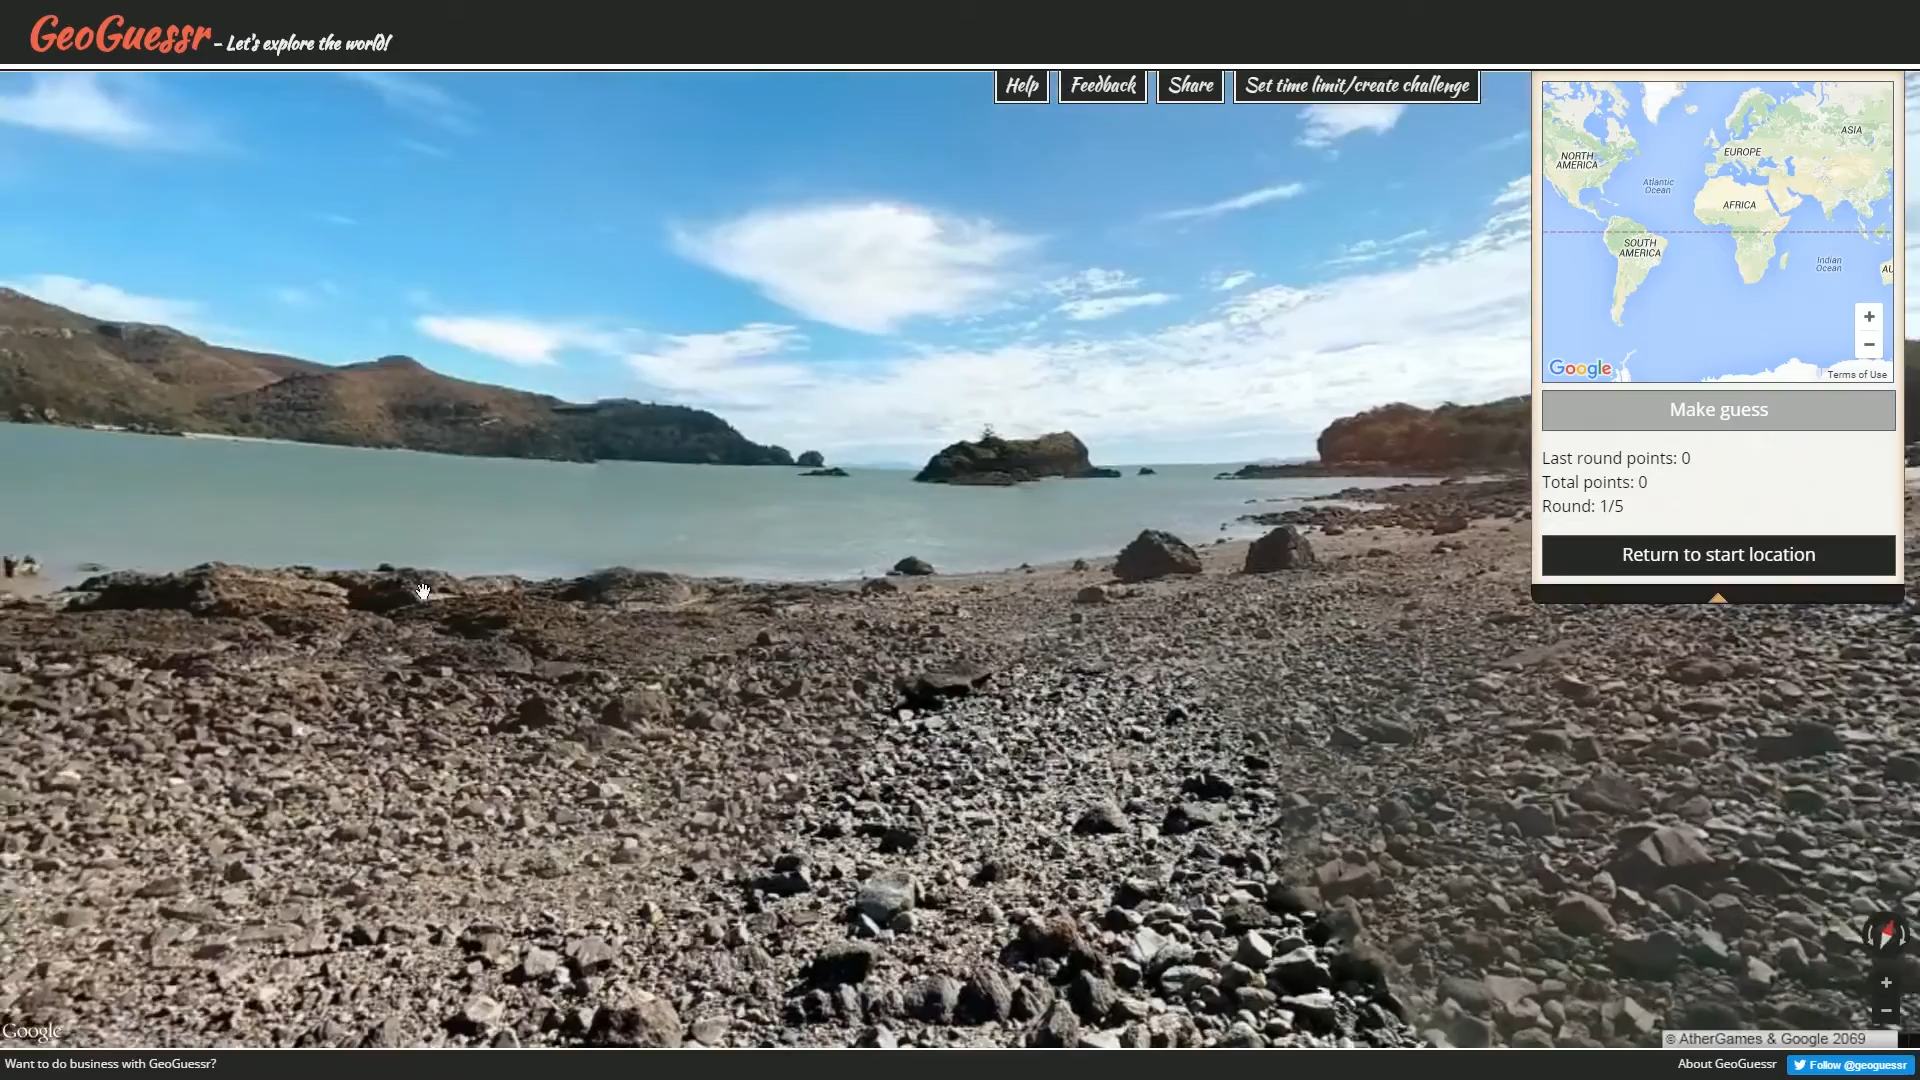 GeoGuessr - Let's explore the world!
Help
Feedback
Share
Set time limit/create challenge
ASIA
EUROPE
NORTH
AMERICA
Atlantic
Ocean
AFRICA
SOUTH
AMERICA
Indian
Ocean
AU
+
−
Google
Terms of Use
Make guess
Last round points: 0
Total points: 0
Round: 1/5
Return to start location
+
−
Google
© AtherGames & Google 2069
Want to do business with GeoGuessr?
About GeoGuessr
Follow @geoguessr